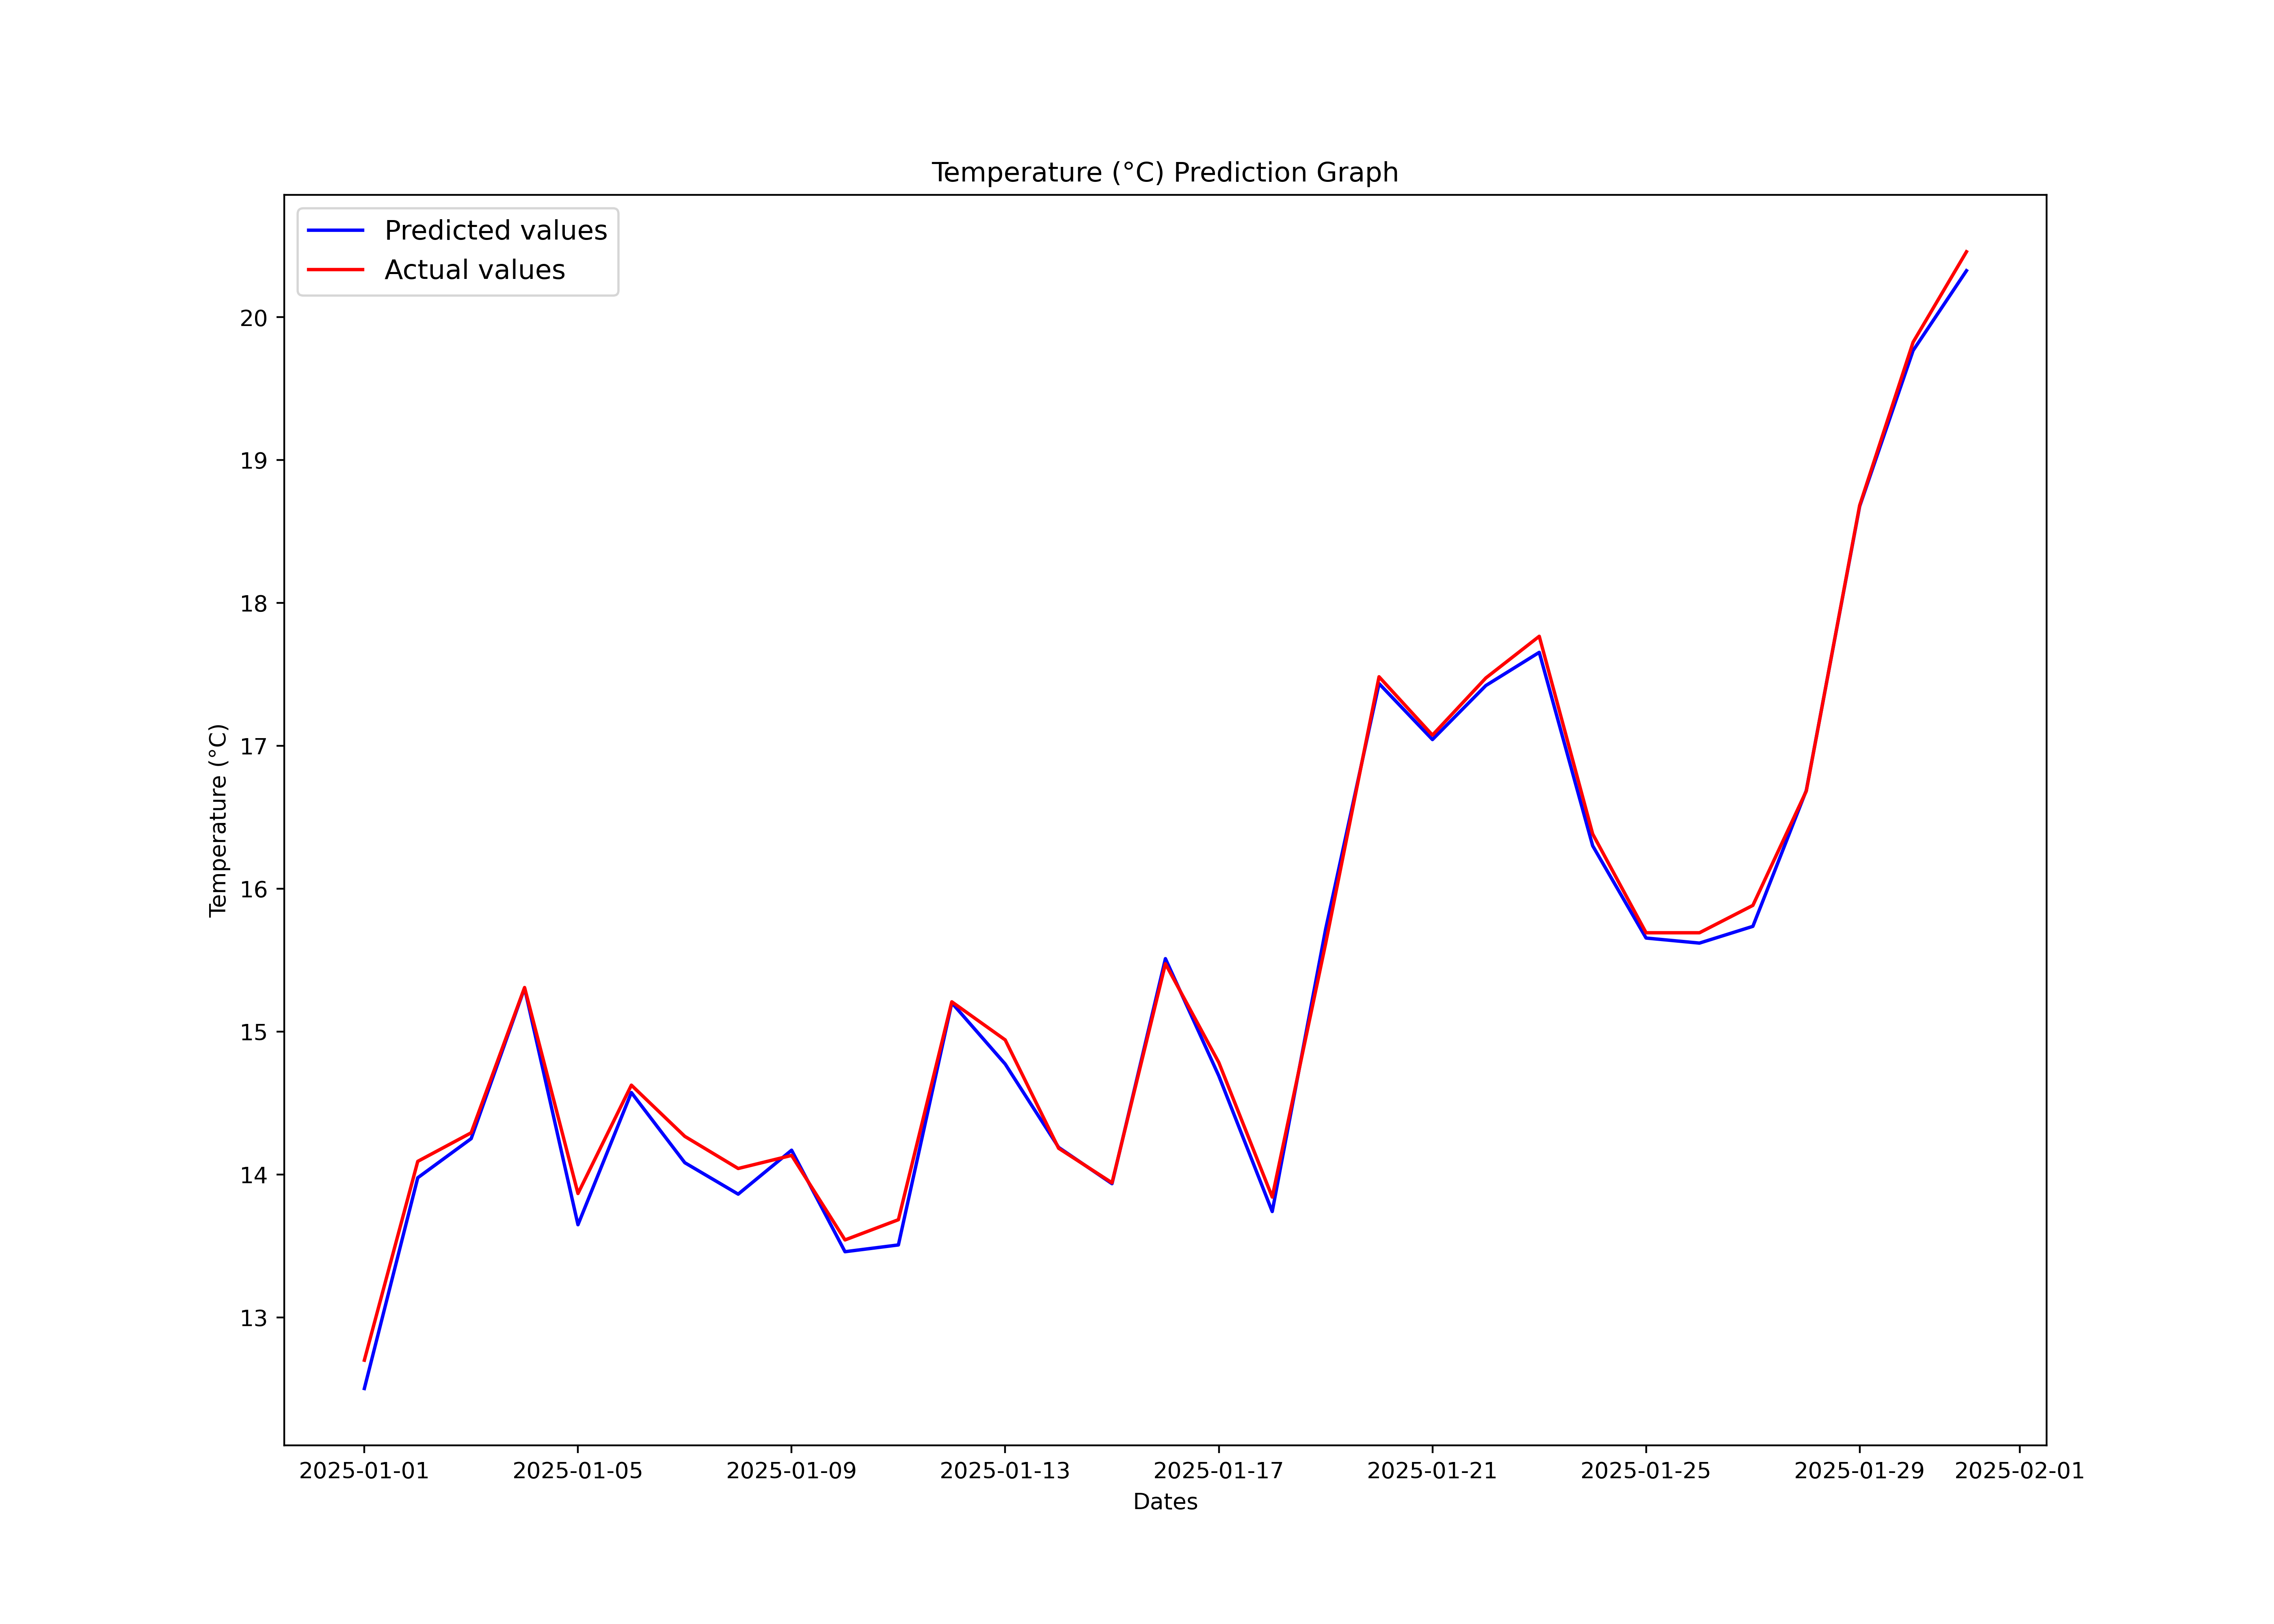 Temperature (°C) Prediction Graph
Predicted values
Actual values
20
19
18
17
16
15
14
13
Temperature (°C)
2025-01-01 2025-01-05 2025-01-09 2025-01-13 2025-01-17 2025-01-21 2025-01-25 2025-01-29 2025-02-01
Dates